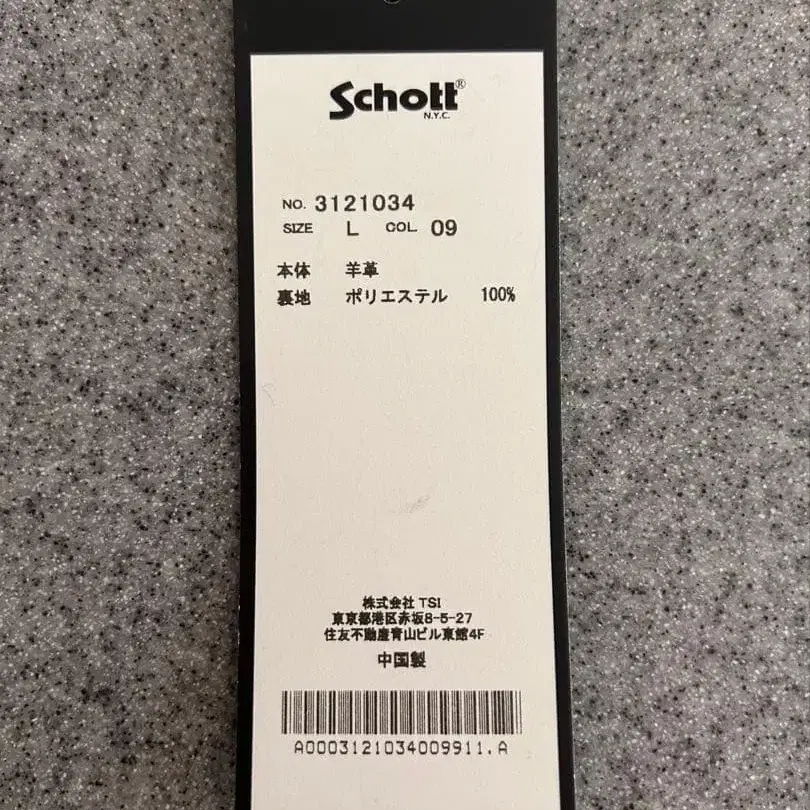 Schott®
N.Y.C.
NO. 3121034
SIZE L COL 09
本体 羊革
裏地 ポリエステル 100%
株式会社 TSI
東京都港区赤坂8-5-27
住友不動産青山ビル東館4F
中国製
A0003121034009911.A